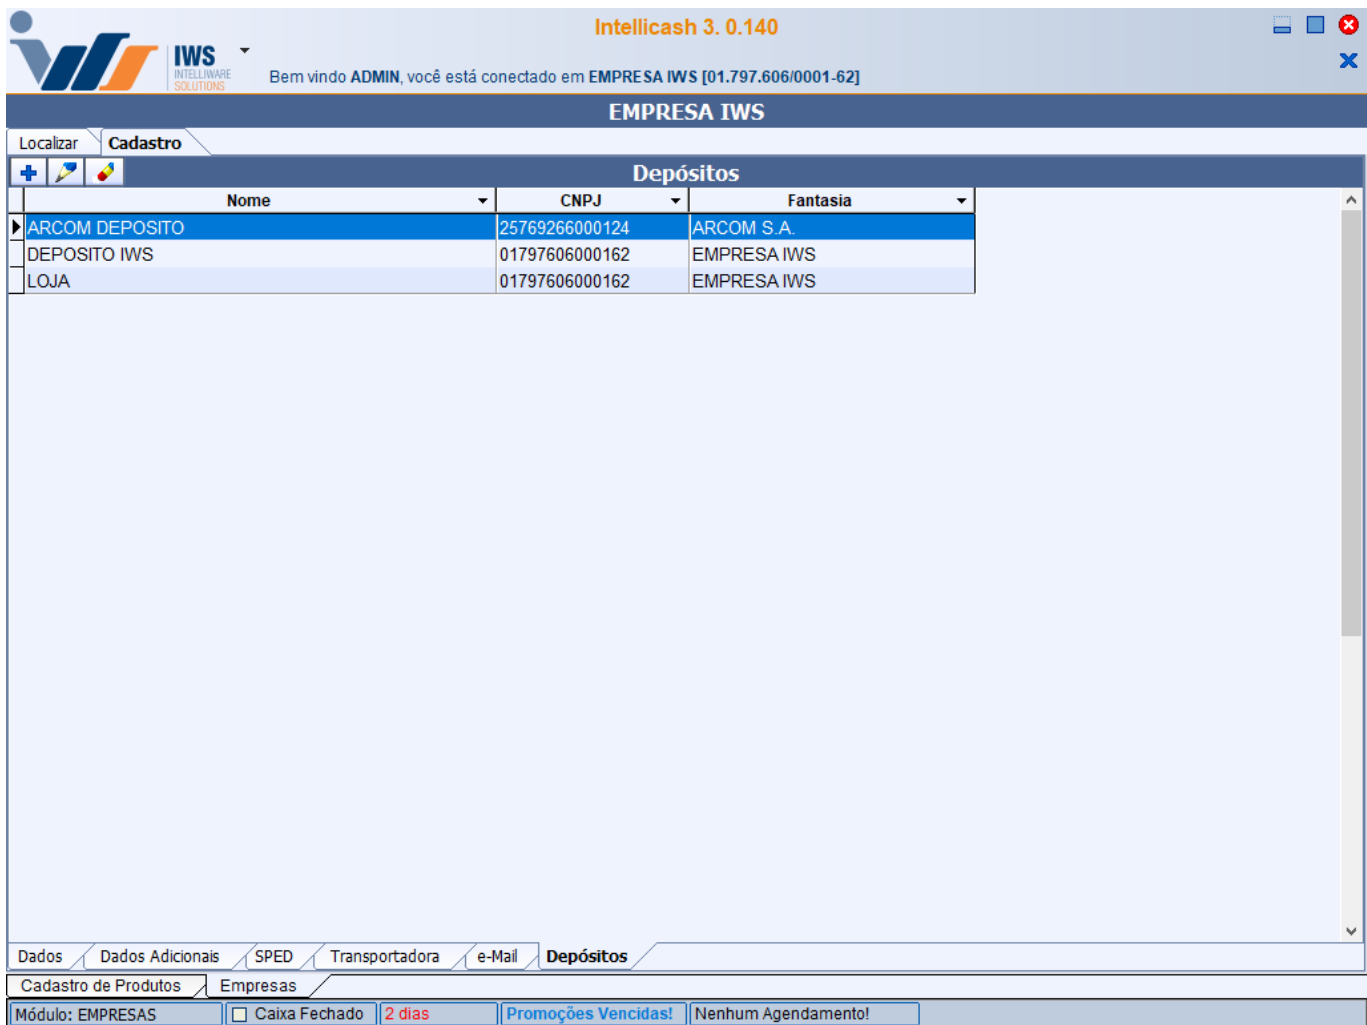 Intellicash 3. 0.140
IWS
INTELLIWARE
SOLUTIONS
Bem vindo ADMIN, você está conectado em EMPRESA IWS [01.797.606/0001-62]
EMPRESA IWS
Localizar Cadastro
Depósitos
Nome CNPJ Fantasia
ARCOM DEPOSITO 25769266000124 ARCOM S.A.
DEPOSITO IWS 01797606000162 EMPRESA IWS
LOJA 01797606000162 EMPRESA IWS
Dados Dados Adicionais SPED Transportadora e-Mail Depósitos
Cadastro de Produtos Empresas
Módulo: EMPRESAS Caixa Fechado 2 dias Promoções Vencidas! Nenhum Agendamento!